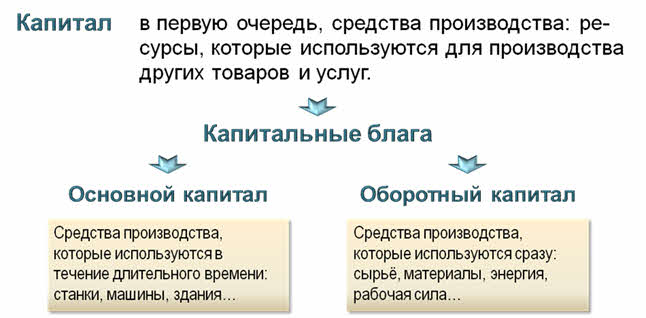 Капитал в первую очередь, средства производства: ре-
сурсы, которые используются для производства
других товаров и услуг.
Капитальные блага
Основной капитал
Средства производства,
которые используются в
течение длительного времени:
станки, машины, здания...
Оборотный капитал
Средства производства,
которые используются сразу:
сырьё, материалы, энергия,
рабочая сила...